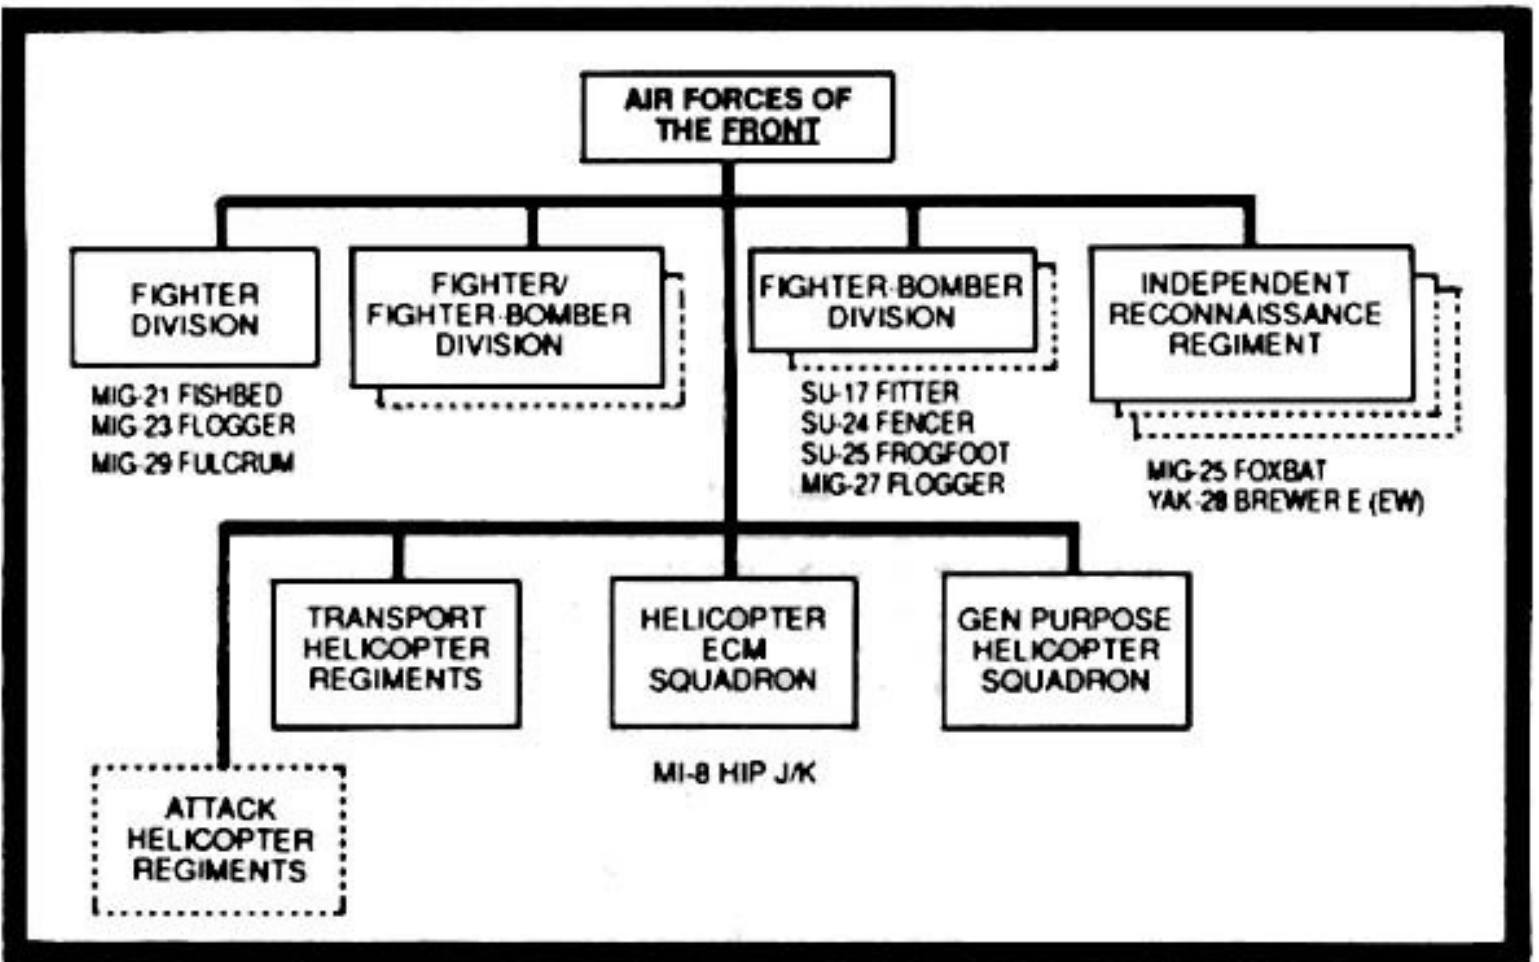 AIR FORCES OF
THE FRONT
FIGHTER
DIVISION
MIG-21 FISHBED
MIG-23 FLOGGER
MIG-29 FULCRUM
FIGHTER/
FIGHTER-BOMBER
DIVISION
FIGHTER-BOMBER
DIVISION
SU-17 FITTER
SU-24 FENCER
SU-25 FROGFOOT
MIG-27 FLOGGER
INDEPENDENT
RECONNAISSANCE
REGIMENT
MIG-25 FOXBAT
YAK-28 BREWER E (EW)
TRANSPORT
HELICOPTER
REGIMENTS
HELICOPTER
ECM
SQUADRON
MI-8 HIP J/K
GEN PURPOSE
HELICOPTER
SQUADRON
ATTACK
HELICOPTER
REGIMENTS